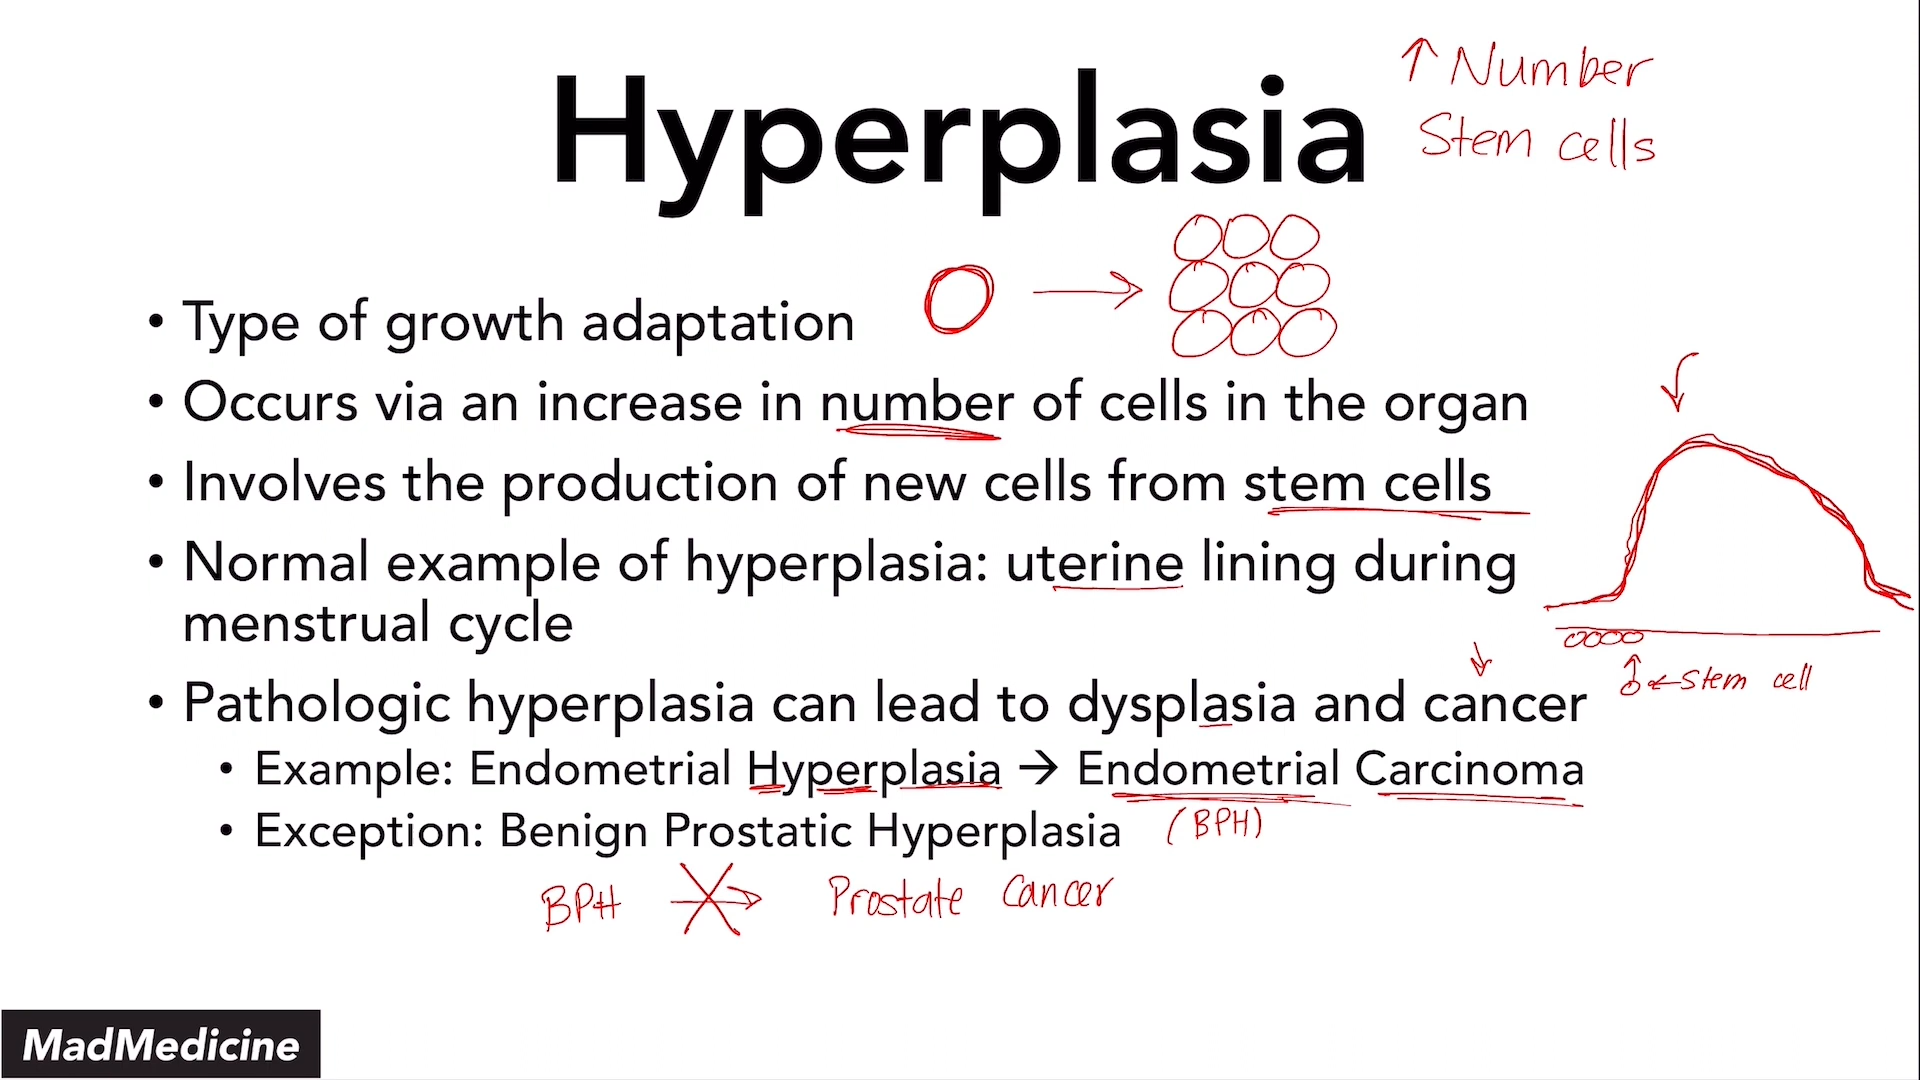 Hyperplasia
↑ Number
Stem cells
• Type of growth adaptation
• Occurs via an increase in number of cells in the organ
• Involves the production of new cells from stem cells
• Normal example of hyperplasia: uterine lining during
menstrual cycle
← stem cell
• Pathologic hyperplasia can lead to dysplasia and cancer
• Example: Endometrial Hyperplasia → Endometrial Carcinoma
• Exception: Benign Prostatic Hyperplasia (BPH)
BPH → Prostate Cancer
MadMedicine